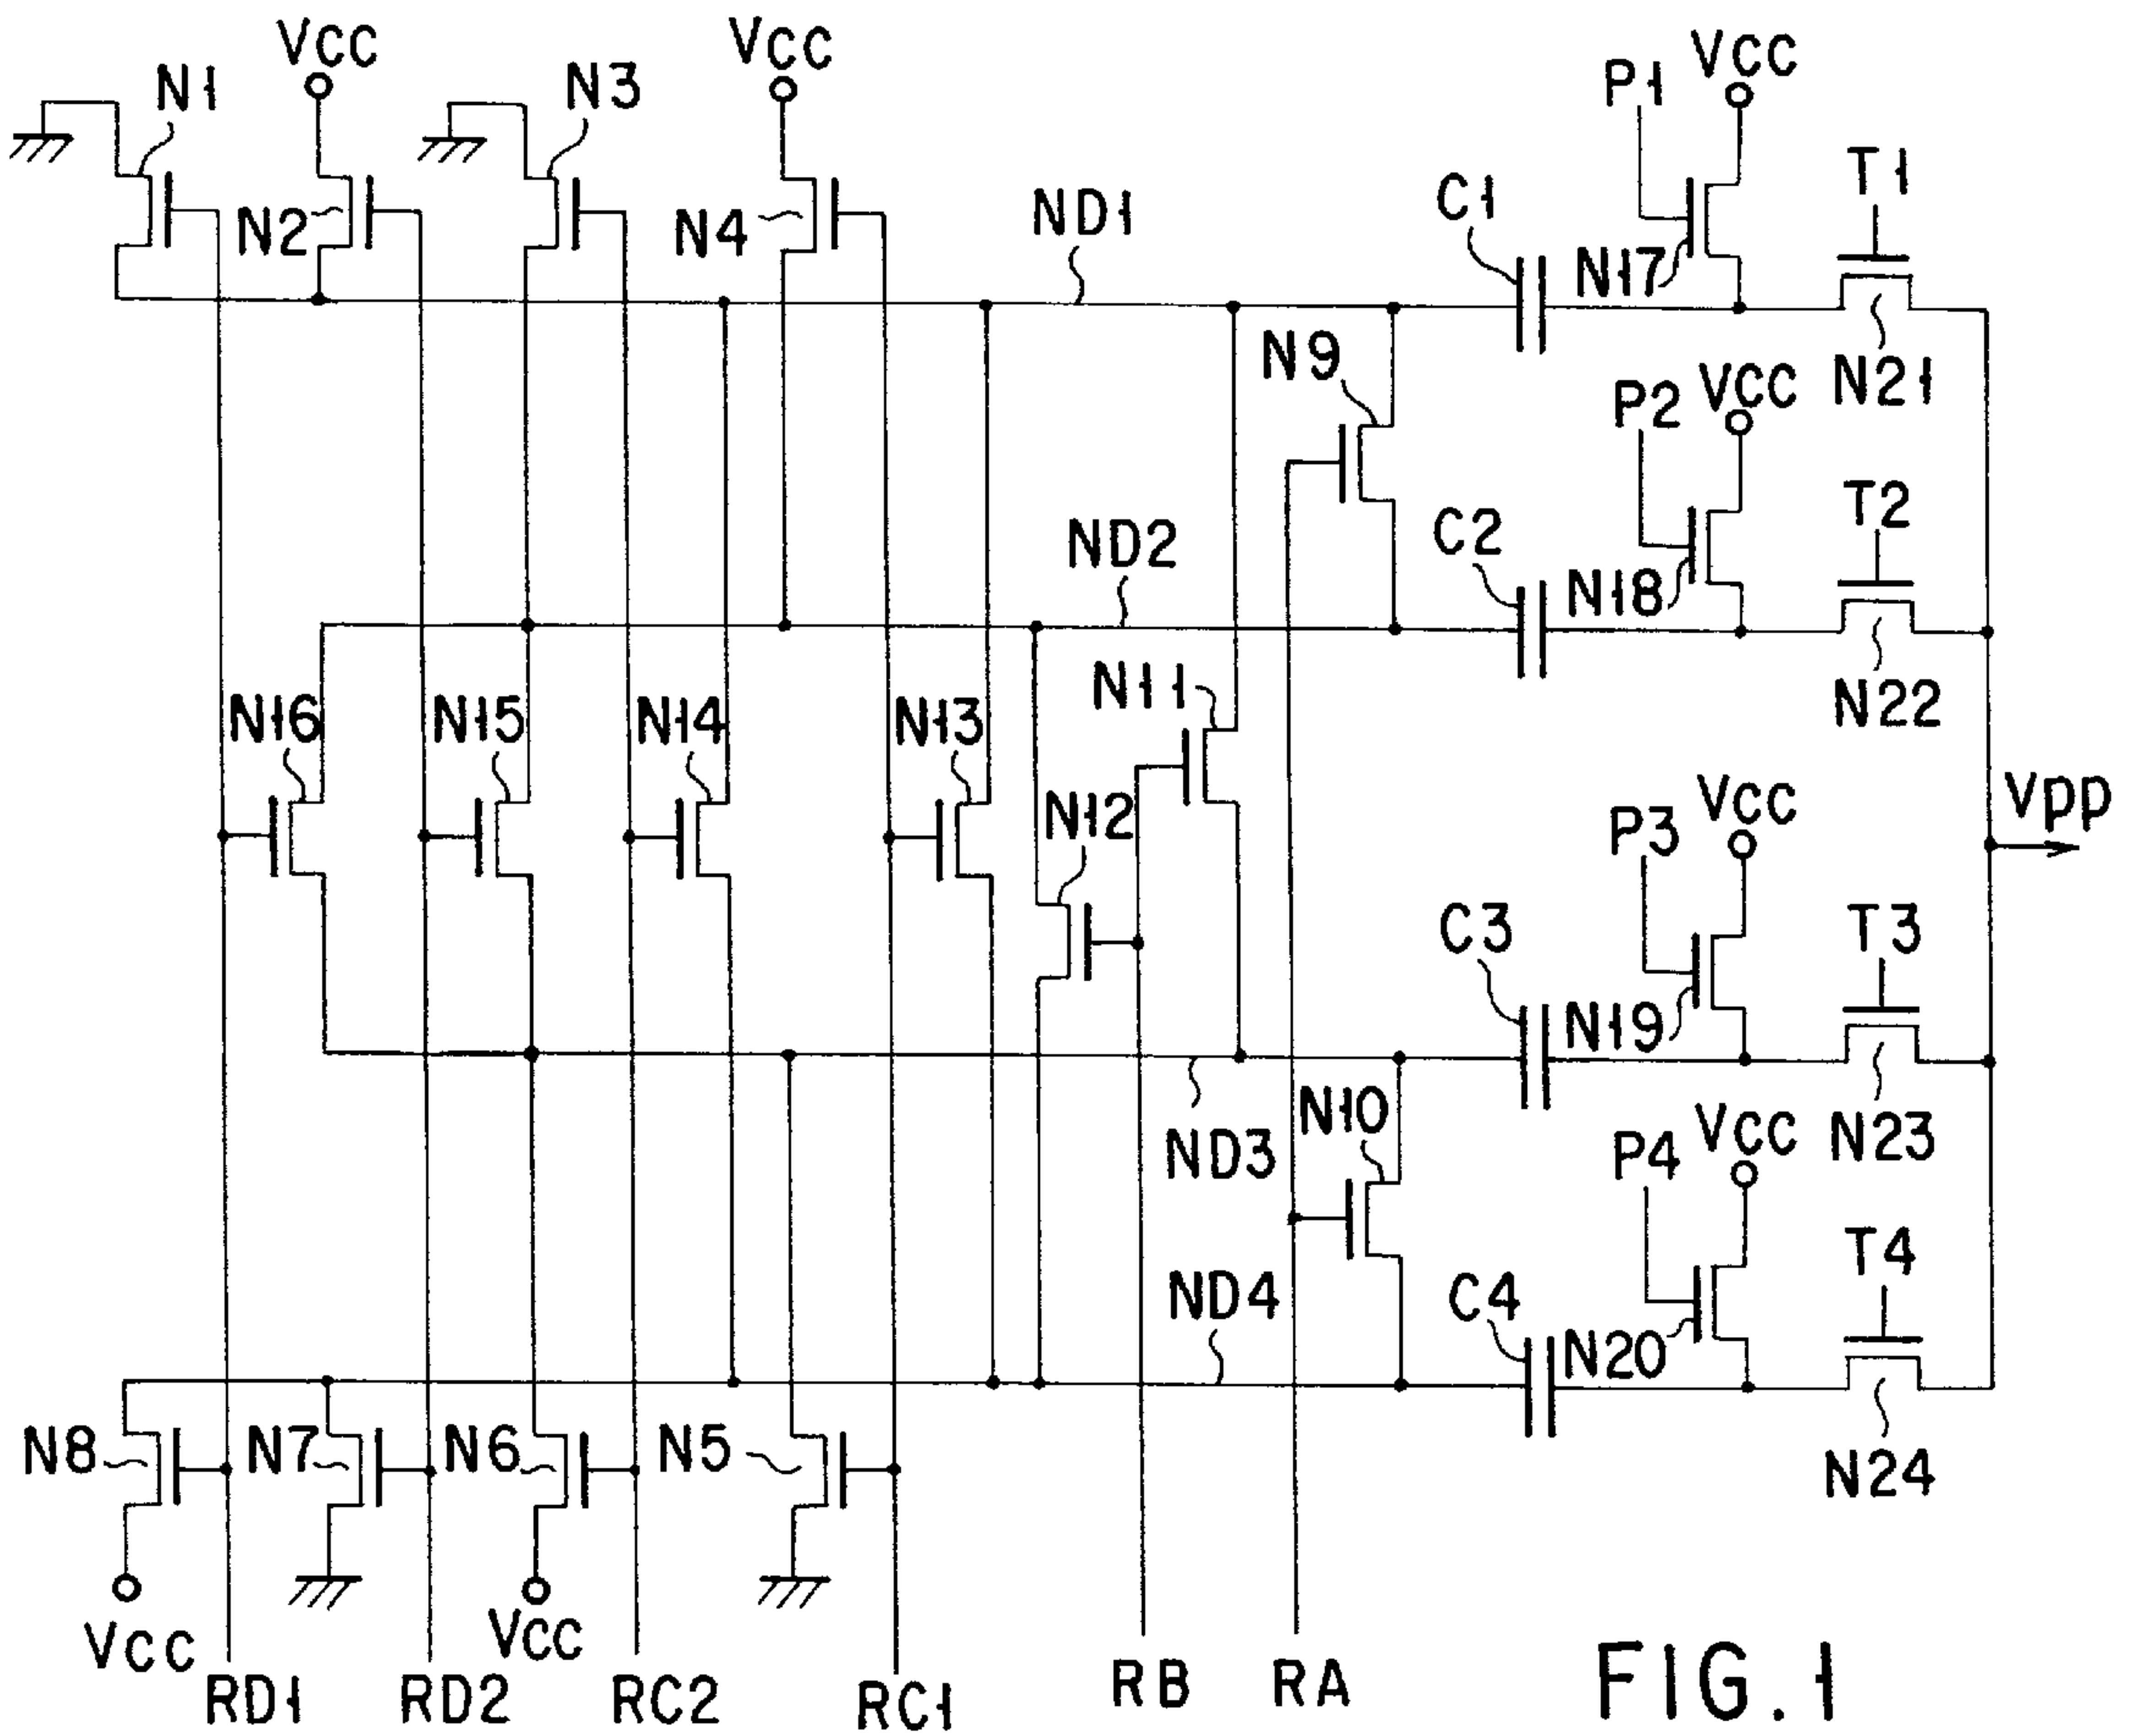 VCC
VCC
VCC
N1
N3
P1
T1
C1
ND1
N2
N4
N17
N9
N21
P2
VCC
T2
C2
ND2
N18
N11
N22
N16
N15
N14
N13
VCC
Vpp
P3
N12
T3
C3
N19
N10
VCC
N23
ND3
P4
T4
ND4
C4
N20
N8
N7
N6
N5
N24
VCC
VCC
RD1
RD2
RC2
RC1
RB
RA
FIG.1